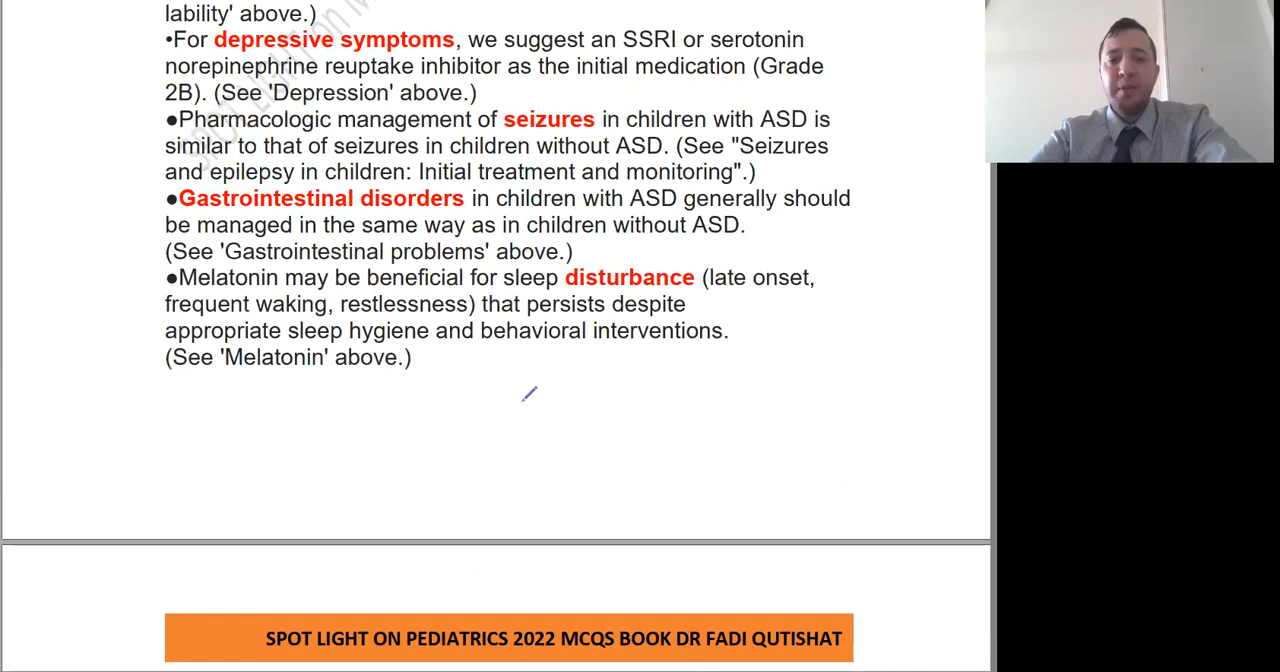 lability' above.)
•For depressive symptoms, we suggest an SSRI or serotonin
norepinephrine reuptake inhibitor as the initial medication (Grade
2B). (See 'Depression' above.)
●Pharmacologic management of seizures in children with ASD is
similar to that of seizures in children without ASD. (See "Seizures
and epilepsy in children: Initial treatment and monitoring".)
●Gastrointestinal disorders in children with ASD generally should
be managed in the same way as in children without ASD.
(See 'Gastrointestinal problems' above.)
●Melatonin may be beneficial for sleep disturbance (late onset,
frequent waking, restlessness) that persists despite
appropriate sleep hygiene and behavioral interventions.
(See 'Melatonin' above.)
SPOT LIGHT ON PEDIATRICS 2022 MCQS BOOK DR FADI QUTISHAT